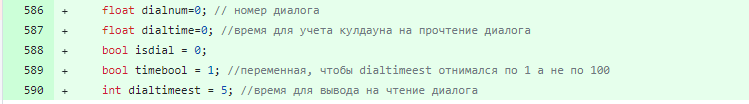 586 + float dialnum=0; // номер диалога
587 + float dialtime=0; //время для учета кулдауна на прочтение диалога
588 + bool isdial = 0;
589 + bool timebool = 1; //переменная, чтобы dialtimeest отнимался по 1 а не по 100
590 + int dialtimeest = 5; //время для вывода на чтение диалога